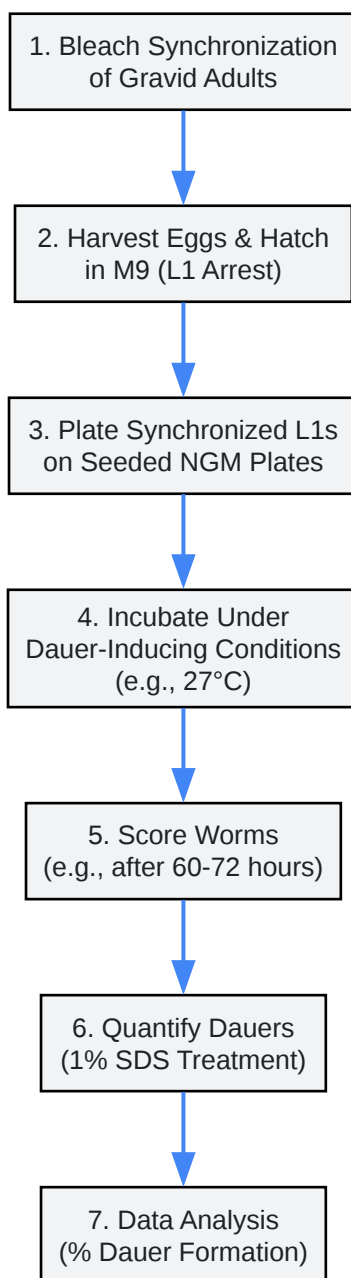 1. Bleach Synchronization
of Gravid Adults
2. Harvest Eggs & Hatch
in M9 (L1 Arrest)
3. Plate Synchronized L1s
on Seeded NGM Plates
4. Incubate Under
Dauer-Inducing Conditions
(e.g., 27°C)
5. Score Worms
(e.g., after 60-72 hours)
6. Quantify Dauers
(1% SDS Treatment)
7. Data Analysis
(% Dauer Formation)